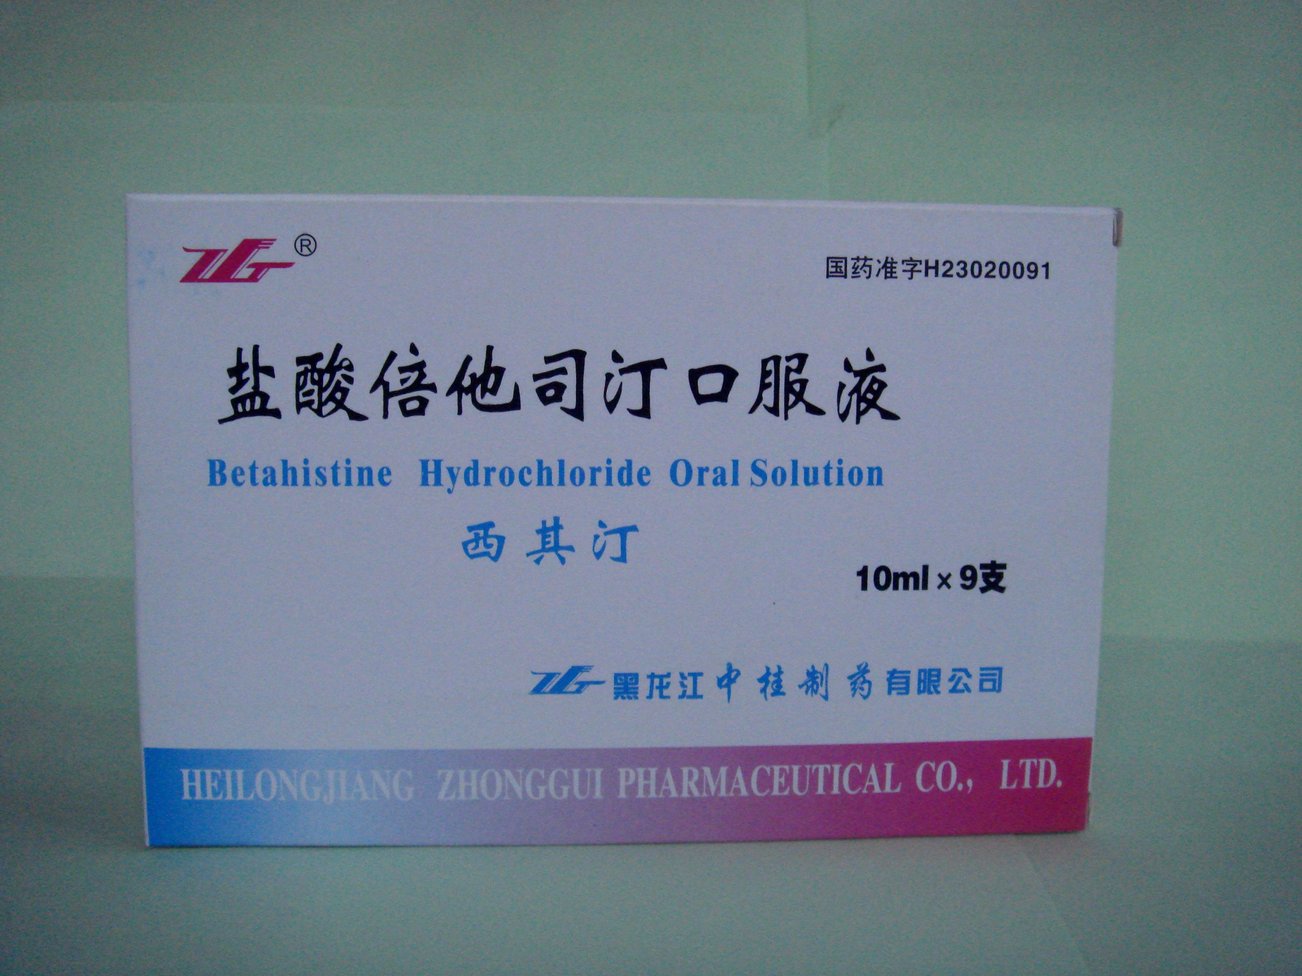 ZGT®
国药准字H23020091
盐酸倍他司汀口服液
Betahistine Hydrochloride Oral Solution
西其汀
10ml×9支
ZGT 黑龙江中桂制药有限公司
HEILONGJIANG ZHONGGUI PHARMACEUTICAL CO., LTD.